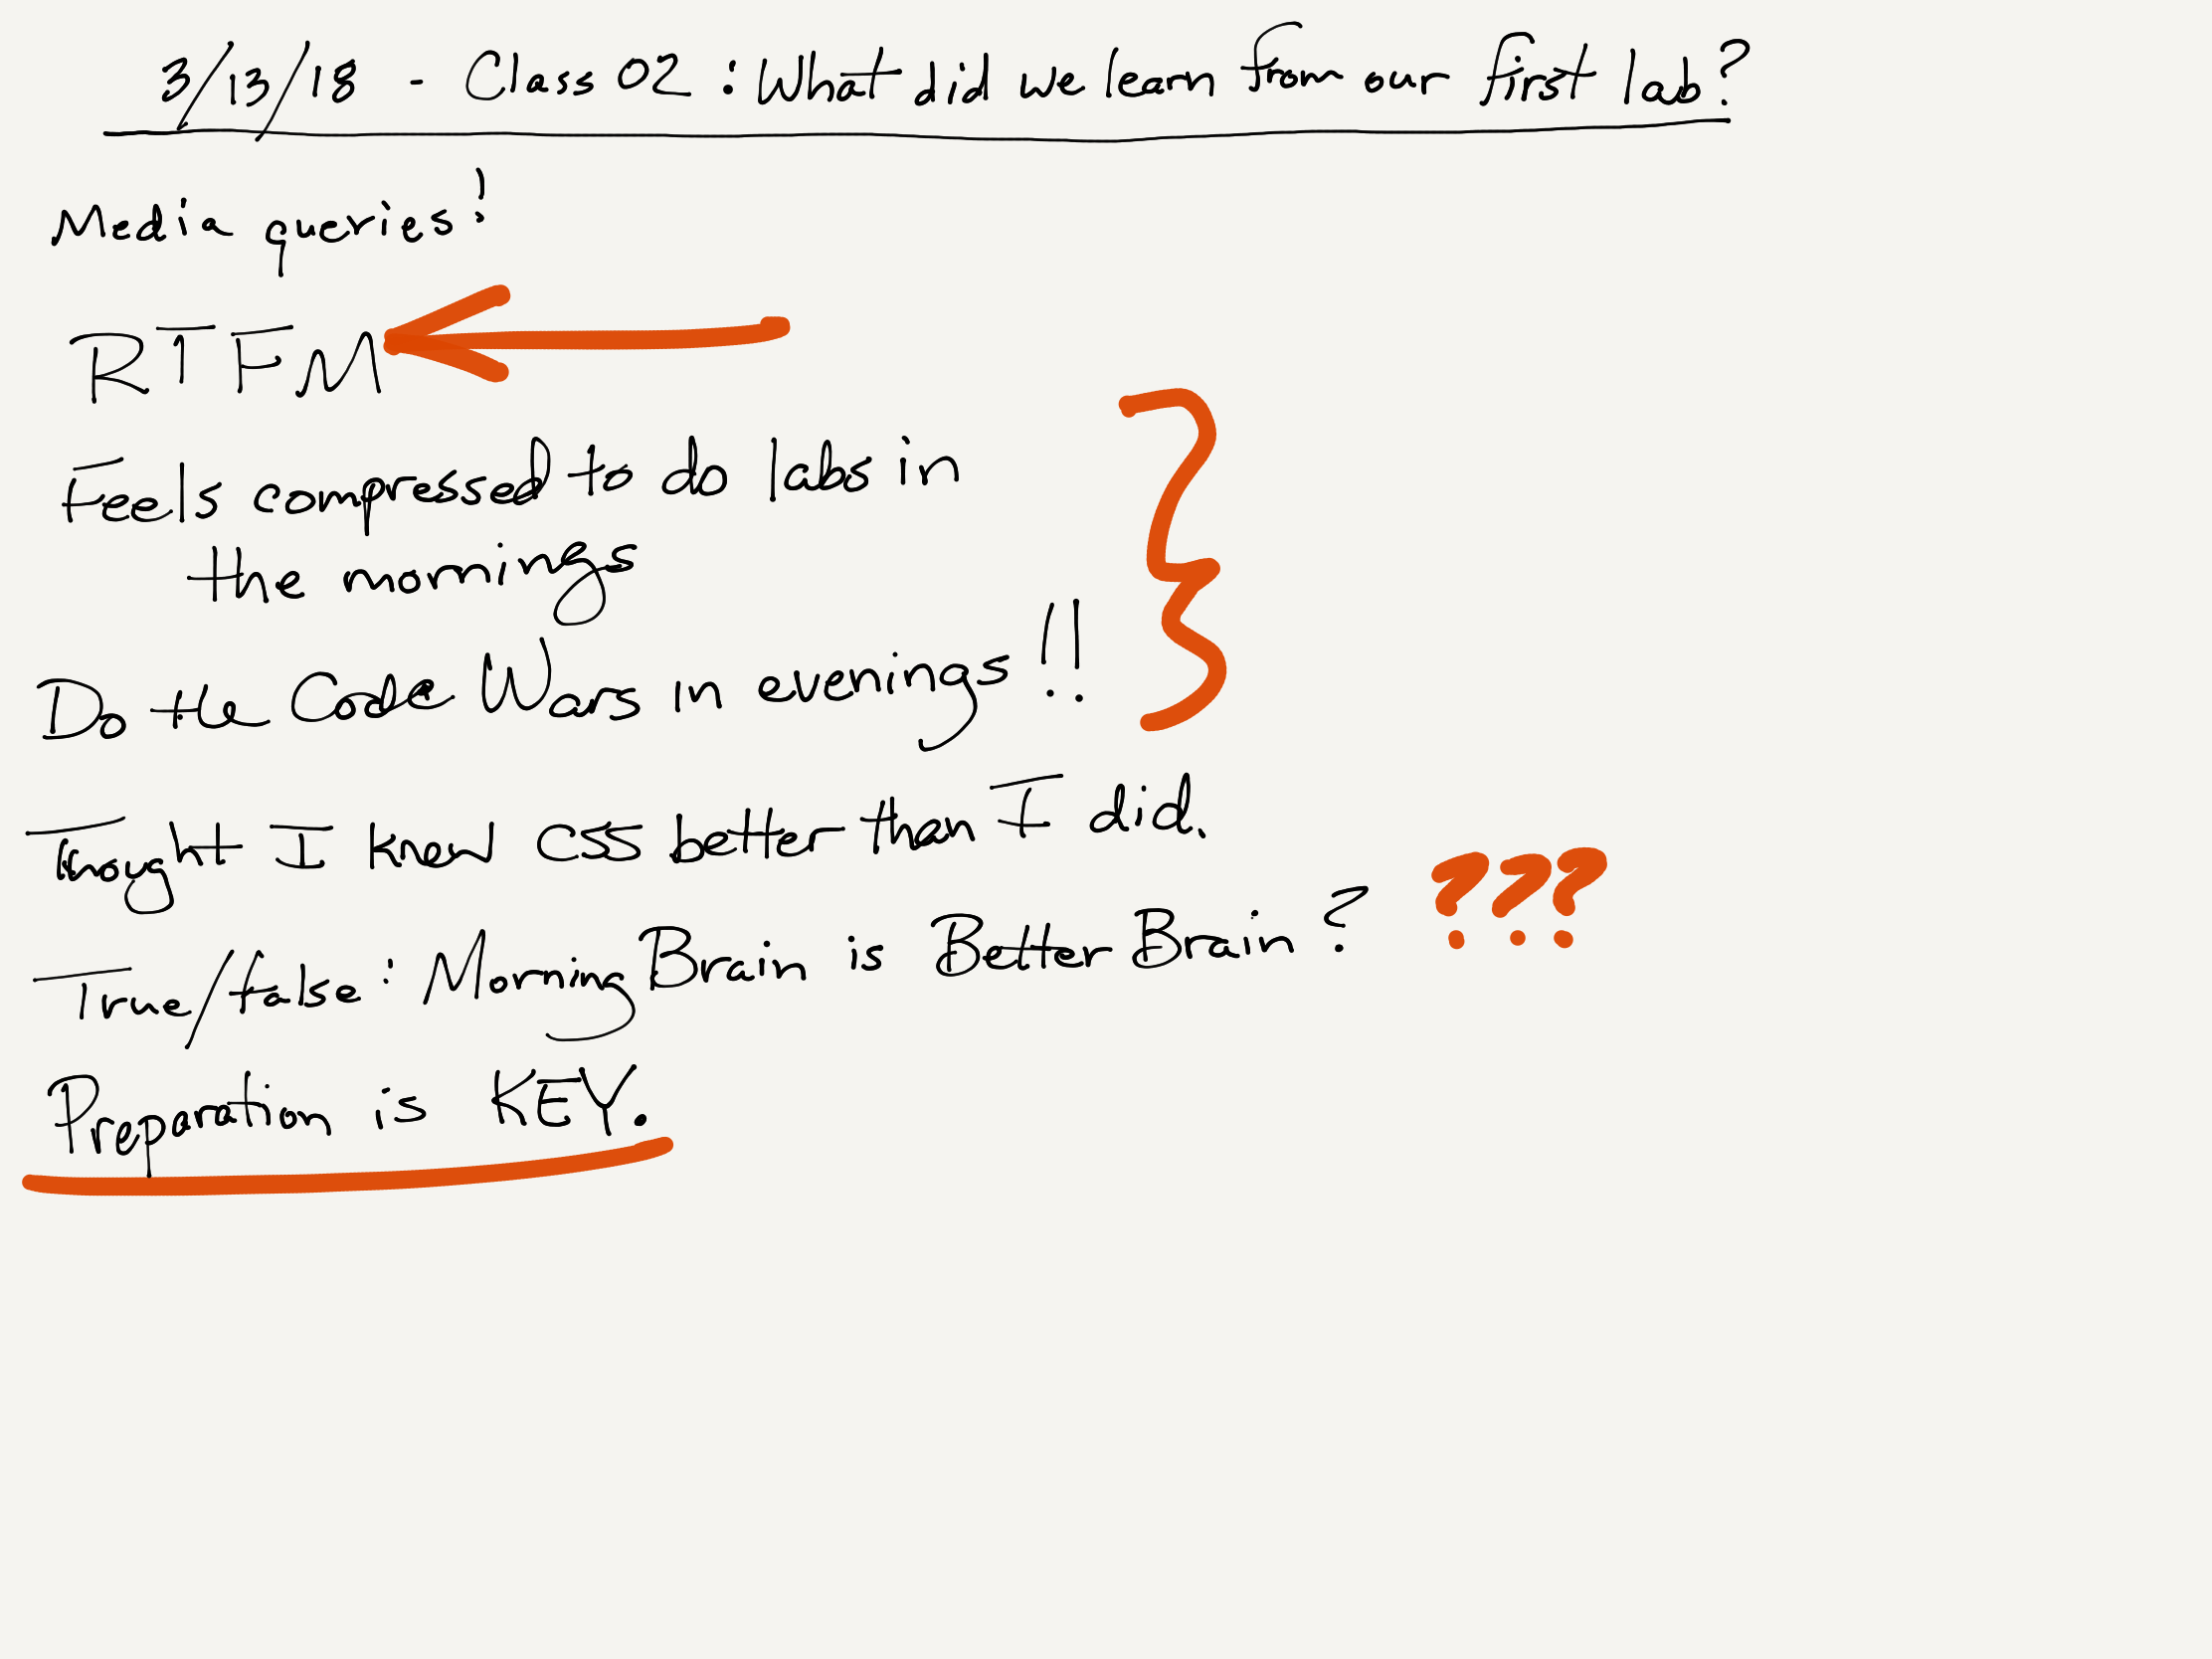 3/13/18 - Class 02 : What did we learn from our first lab?
Media queries!
RTFM
Feels compressed to do labs in
the mornings
Do the Code Wars in evenings!!
Thought I knew CSS better than I did.
True/false: Morning Brain is Better Brain? ???
Preparation is KEY.